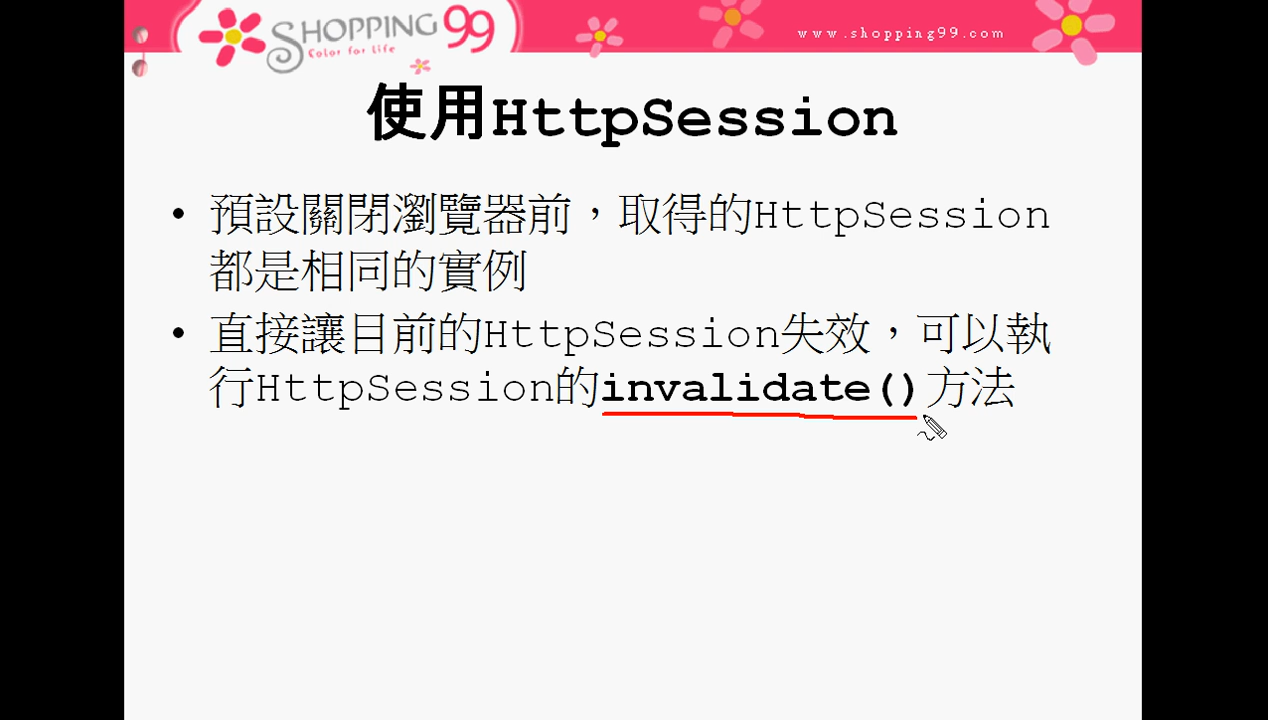 SHOPPING 99
Color for Life
www.shopping99.com
使用HttpSession
• 預設關閉瀏覽器前，取得的HttpSession
都是相同的實例
• 直接讓目前的HttpSession失效，可以執
行HttpSession的invalidate()方法